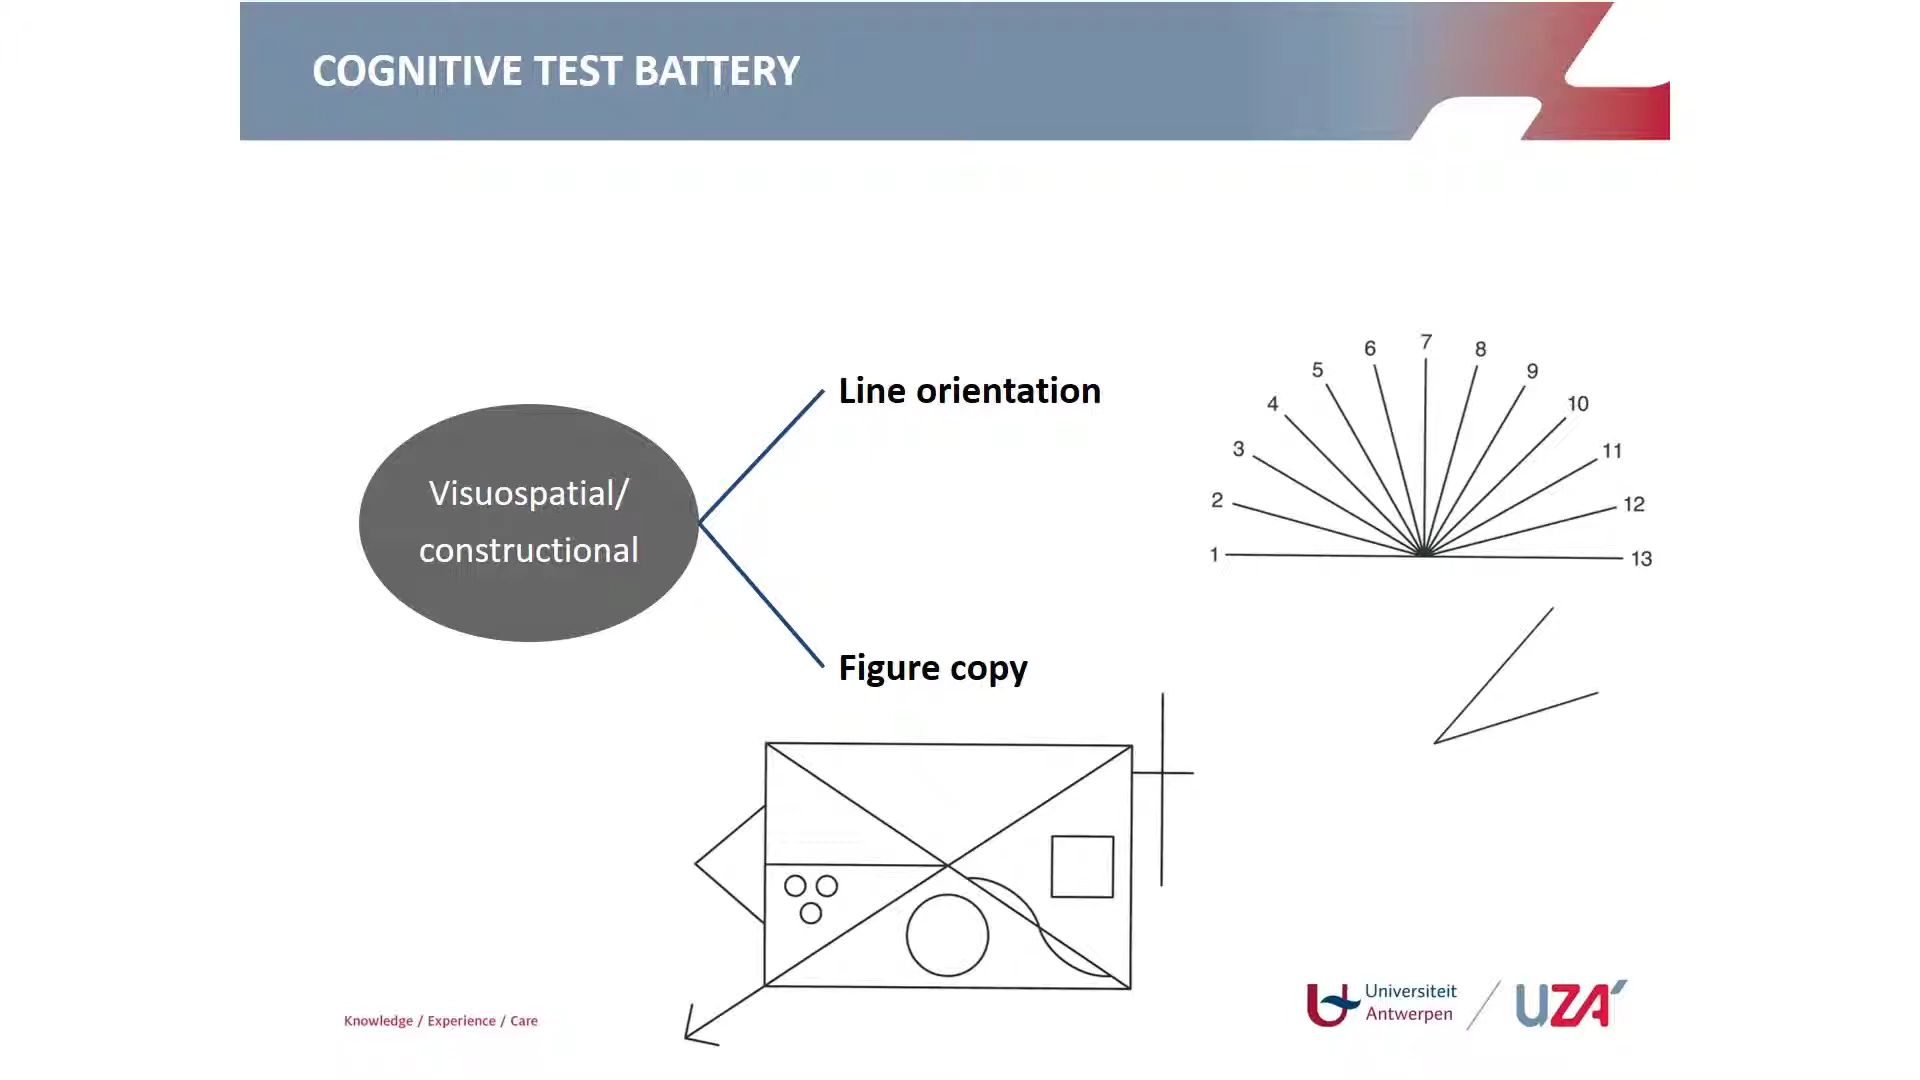 COGNITIVE TEST BATTERY
Visuospatial/
constructional
Line orientation
Figure copy
1
2
3
4
5
6
7
8
9
10
11
12
13
Knowledge / Experience / Care
Universiteit
Antwerpen
UZA